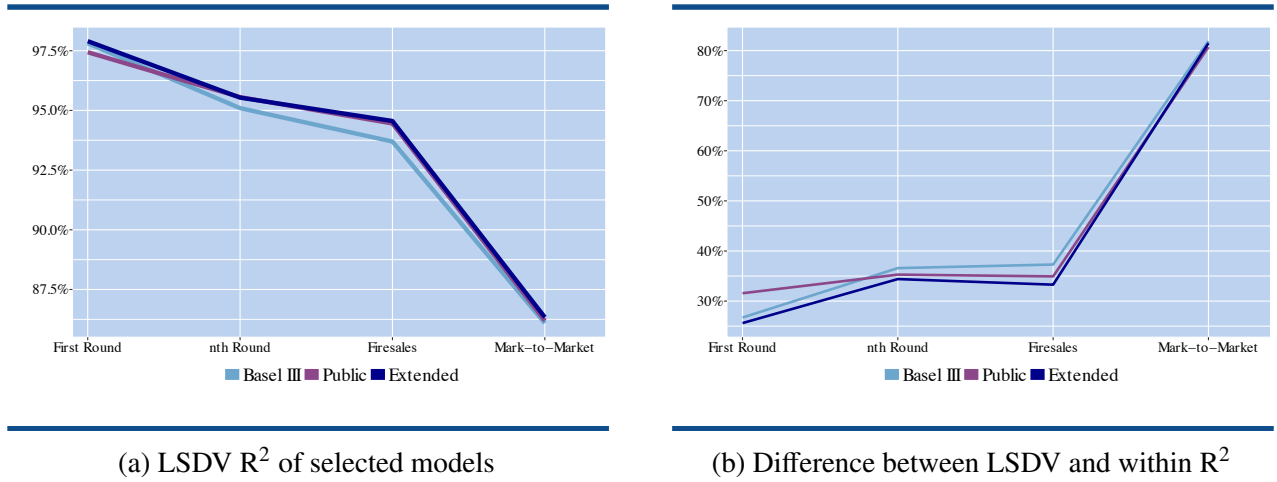 97.5%
95.0%
92.5%
90.0%
87.5%
First Round nth Round Firesales Mark−to−Market
Basel III Public Extended
(a) LSDV R² of selected models
80%
70%
60%
50%
40%
30%
First Round nth Round Firesales Mark−to−Market
Basel III Public Extended
(b) Difference between LSDV and within R²